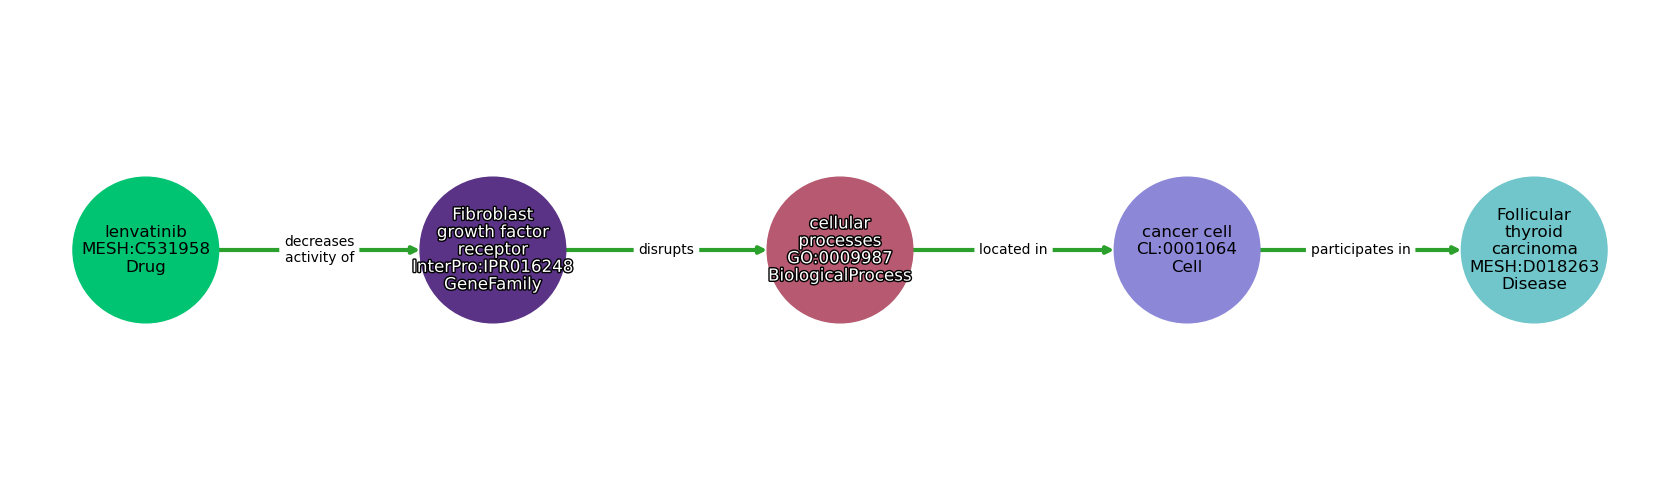 lenvatinib
MESH:C531958
Drug
decreases
activity of
Fibroblast
growth factor
receptor
InterPro:IPR016248
GeneFamily
disrupts
cellular
processes
GO:0009987
BiologicalProcess
located in
cancer cell
CL:0001064
Cell
participates in
Follicular
thyroid
carcinoma
MESH:D018263
Disease